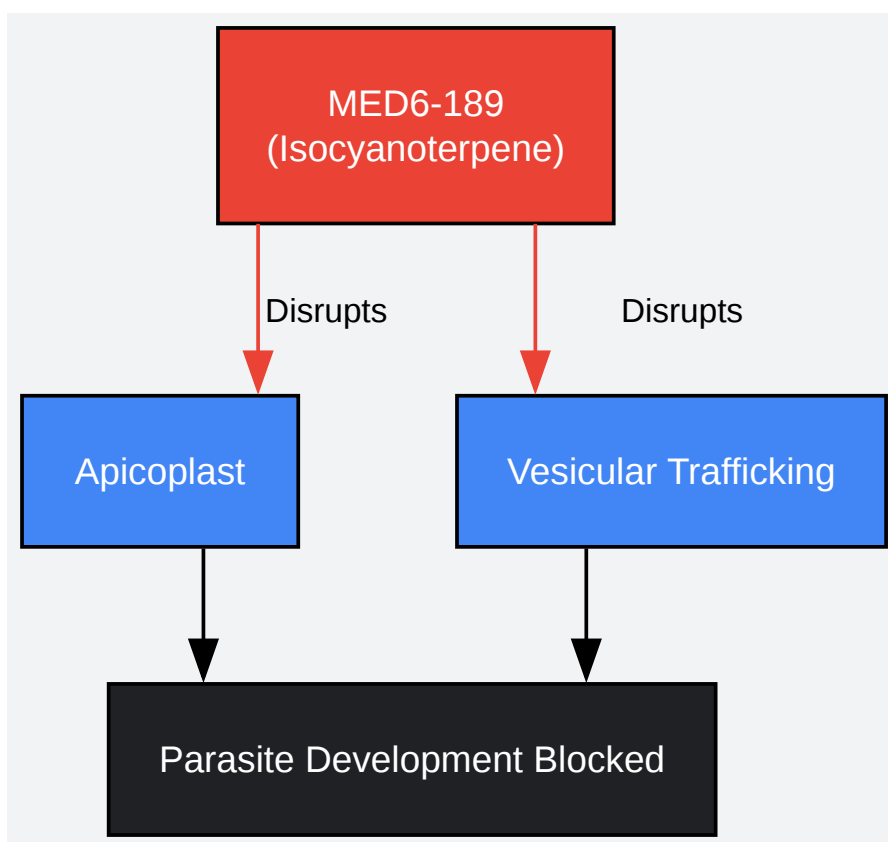 MED6-189
(Isocyanoterpene)
Disrupts
Disrupts
Apicoplast
Vesicular Trafficking
Parasite Development Blocked